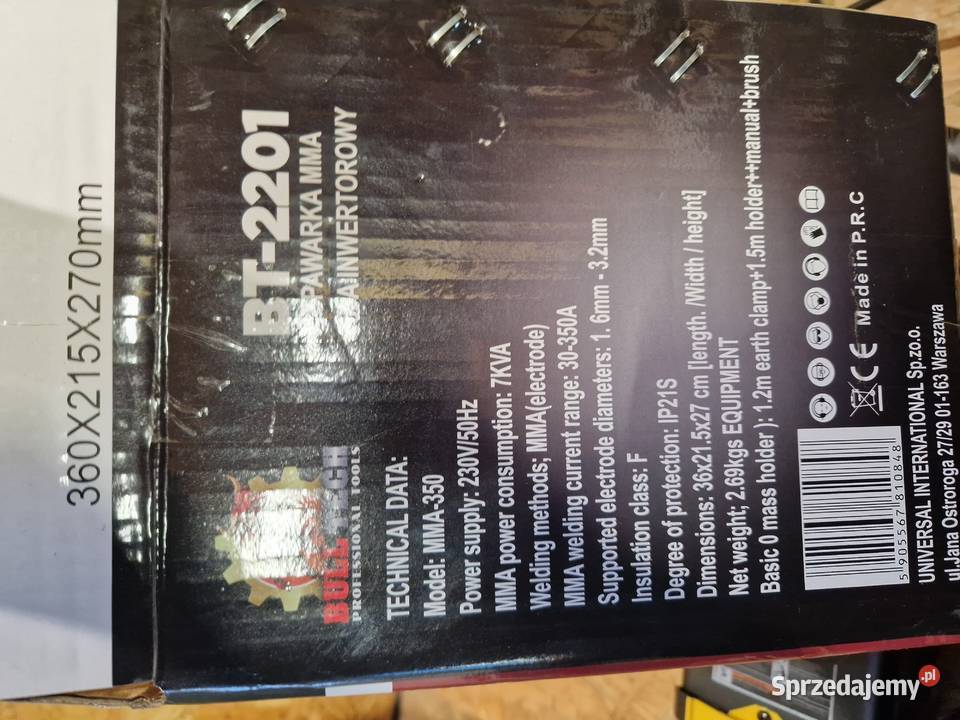 360X215X270mm
BULL TECH
PROFESSIONAL TOOLS
BT-2201
SPAWARKA MMA
INWERTOROWY
TECHNICAL DATA:
Model: MMA-350
Power supply: 230V/50Hz
MMA power consumption: 7KVA
Welding methods; MMA(electrode)
MMA welding current range: 30-350A
Supported electrode diameters: 1. 6mm - 3.2mm
Insulation class: F
Degree of protection: IP21S
Dimensions: 36x21.5x27 cm [length. /Width / height]
Net weight; 2.69kgs EQUIPMENT
Basic 0 mass holder ): 1.2m earth clamp+1.5m holder++manual+brush
CE Made in P.R.C
5 905567 810848
UNIVERSAL INTERNATIONAL Sp.zo.o.
ul.Jana Ostroroga 27/29 01-163 Warszawa
Sprzedajemy.pl